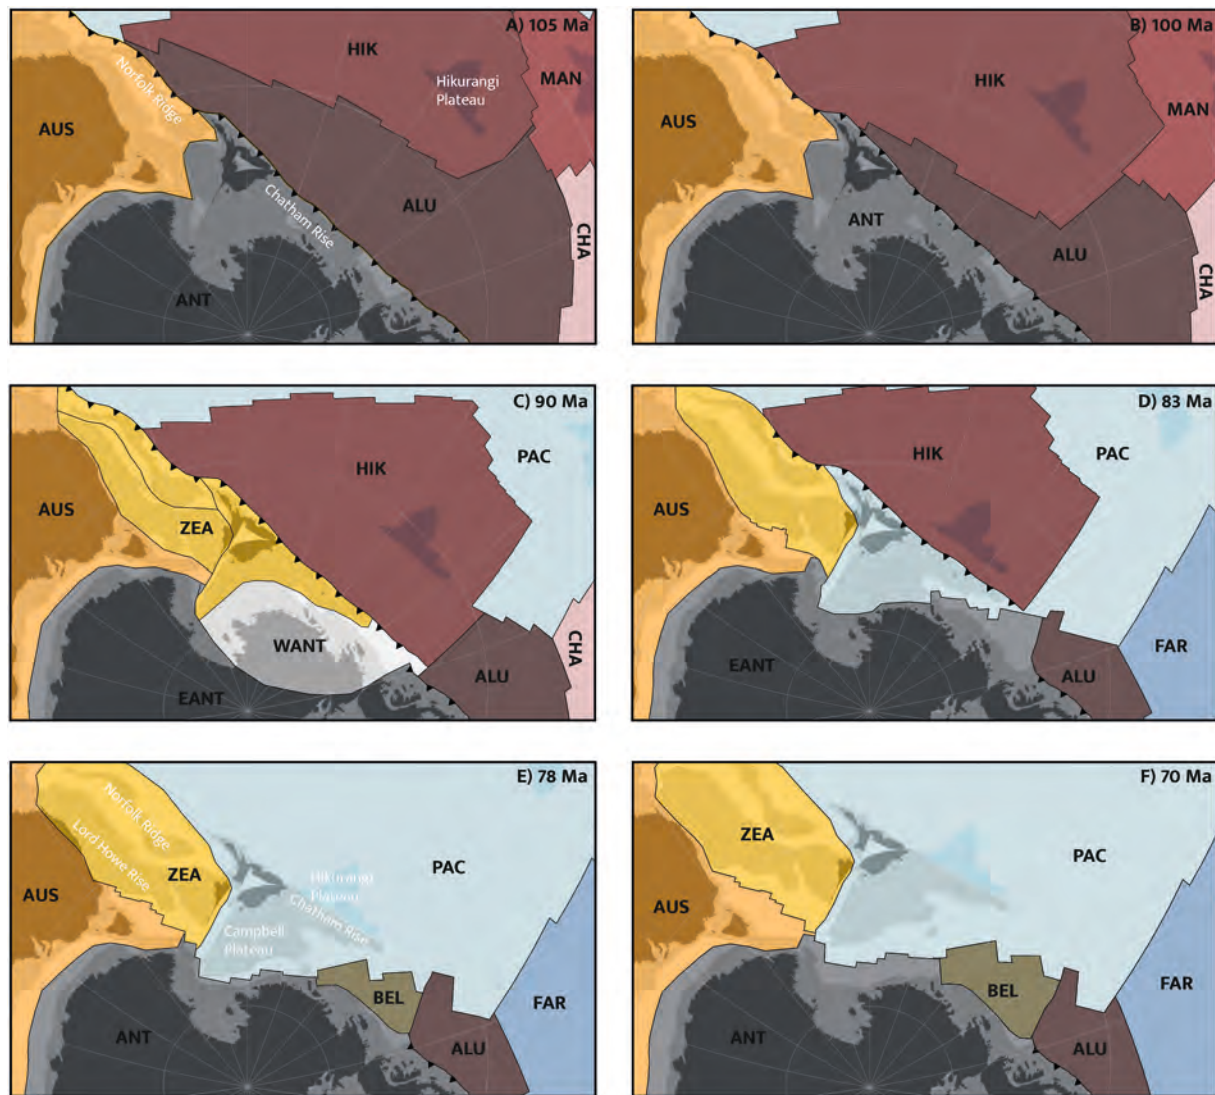 A) 105 Ma
HIK
MAN
Norfolk Ridge
Hikurangi
Plateau
AUS
ALU
Chatham Rise
CHA
ANT
B) 100 Ma
HIK
MAN
AUS
ANT
ALU
CHA
C) 90 Ma
PAC
HIK
AUS
ZEA
WANT
CHA
ALU
EANT
D) 83 Ma
HIK
PAC
AUS
FAR
EANT
ALU
E) 78 Ma
Norfolk Ridge
Lord Howe Rise
ZEA
PAC
AUS
Hikurangi
Plateau
Chatham Rise
Campbell
Plateau
BEL
FAR
ANT
ALU
F) 70 Ma
ZEA
PAC
AUS
FAR
BEL
ANT
ALU